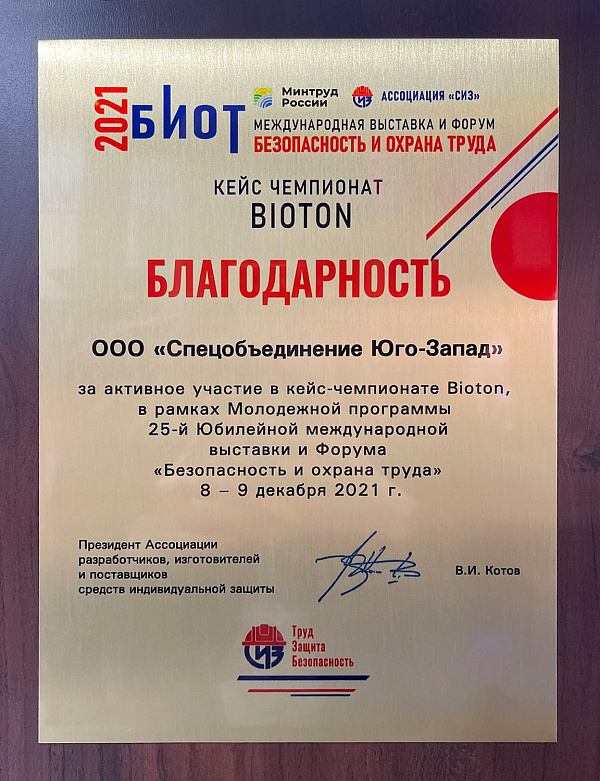 2021
БИОТ
Минтруд
России
СИЗ
АССОЦИАЦИЯ «СИЗ»
МЕЖДУНАРОДНАЯ ВЫСТАВКА И ФОРУМ
БЕЗОПАСНОСТЬ И ОХРАНА ТРУДА
КЕЙС ЧЕМПИОНАТ
BIOTON
БЛАГОДАРНОСТЬ
ООО «Спецобъединение Юго-Запад»
за активное участие в кейс-чемпионате Bioton,
в рамках Молодежной программы
25-й Юбилейной международной
выставки и Форума
«Безопасность и охрана труда»
8 – 9 декабря 2021 г.
Президент Ассоциации
разработчиков, изготовителей
и поставщиков
средств индивидуальной защиты
В.И. Котов
СИЗ
Труд
Защита
Безопасность